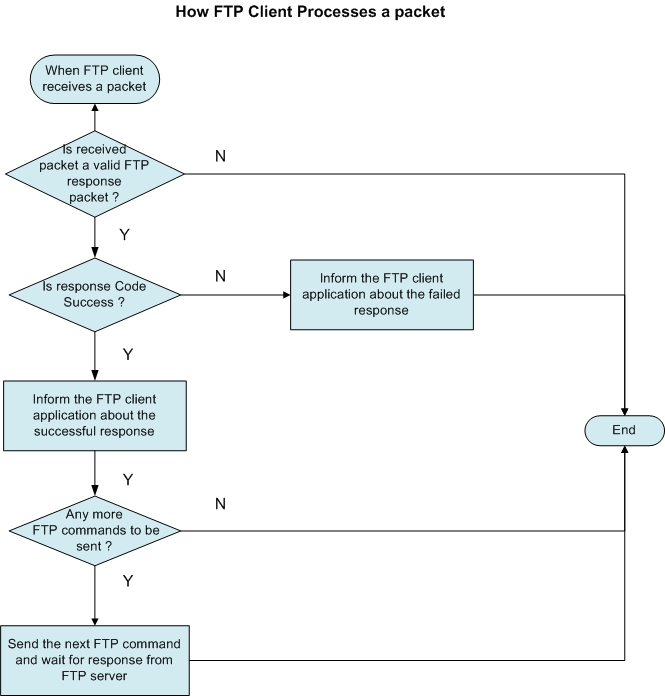 How FTP Client Processes a packet
When FTP client
receives a packet
Is received
packet a valid FTP
response
packet ?
N
Y
Is response Code
Success ?
N
Inform the FTP client
application about the failed
response
Y
Inform the FTP client
application about the
successful response
End
Y
Any more
FTP commands to be
sent ?
N
Y
Send the next FTP command
and wait for response from
FTP server